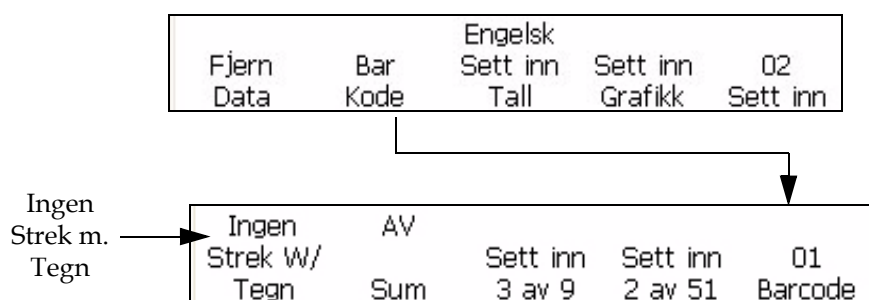 Engelsk
Fjern Bar Sett inn Sett inn 02
Data Kode Tall Grafikk Sett inn
Ingen
Strek m.
Tegn
Ingen AV
Strek W/ Sett inn Sett inn 01
Tegn Sum 3 av 9 2 av 51 Barcode